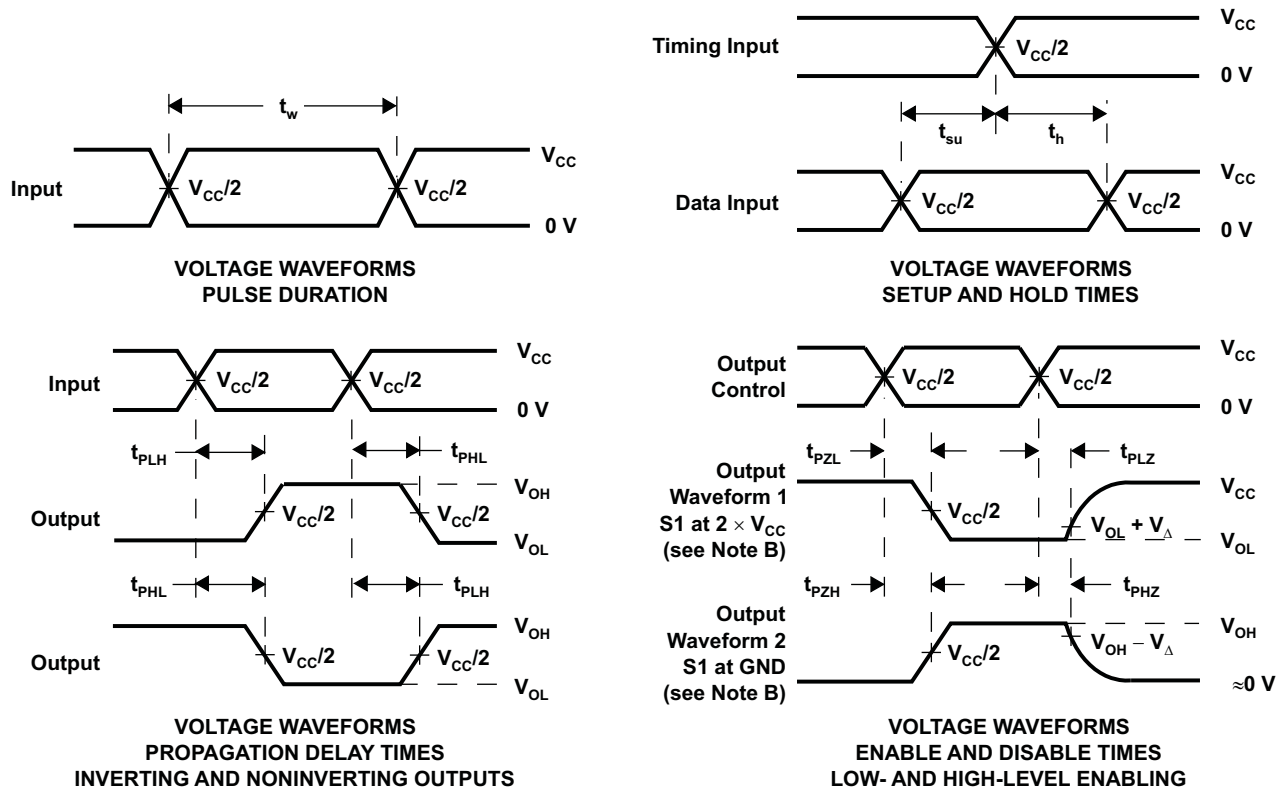 t_w
Input
V_CC/2
V_CC/2
V_CC
0 V
VOLTAGE WAVEFORMS
PULSE DURATION
Timing Input
V_CC/2
V_CC
0 V
t_su
t_h
Data Input
V_CC/2
V_CC/2
V_CC
0 V
VOLTAGE WAVEFORMS
SETUP AND HOLD TIMES
Input
V_CC/2
V_CC/2
V_CC
0 V
t_PLH
t_PHL
Output
V_CC/2
V_CC/2
V_OH
V_OL
t_PHL
t_PLH
Output
V_CC/2
V_CC/2
V_OH
V_OL
VOLTAGE WAVEFORMS
PROPAGATION DELAY TIMES
INVERTING AND NONINVERTING OUTPUTS
Output
Control
V_CC/2
V_CC/2
V_CC
0 V
t_PZL
t_PLZ
Output
Waveform 1
S1 at 2 × V_CC
(see Note B)
V_CC/2
V_OL + V_Δ
V_CC
V_OL
t_PZH
t_PHZ
Output
Waveform 2
S1 at GND
(see Note B)
V_CC/2
V_OH − V_Δ
V_OH
≈0 V
VOLTAGE WAVEFORMS
ENABLE AND DISABLE TIMES
LOW- AND HIGH-LEVEL ENABLING